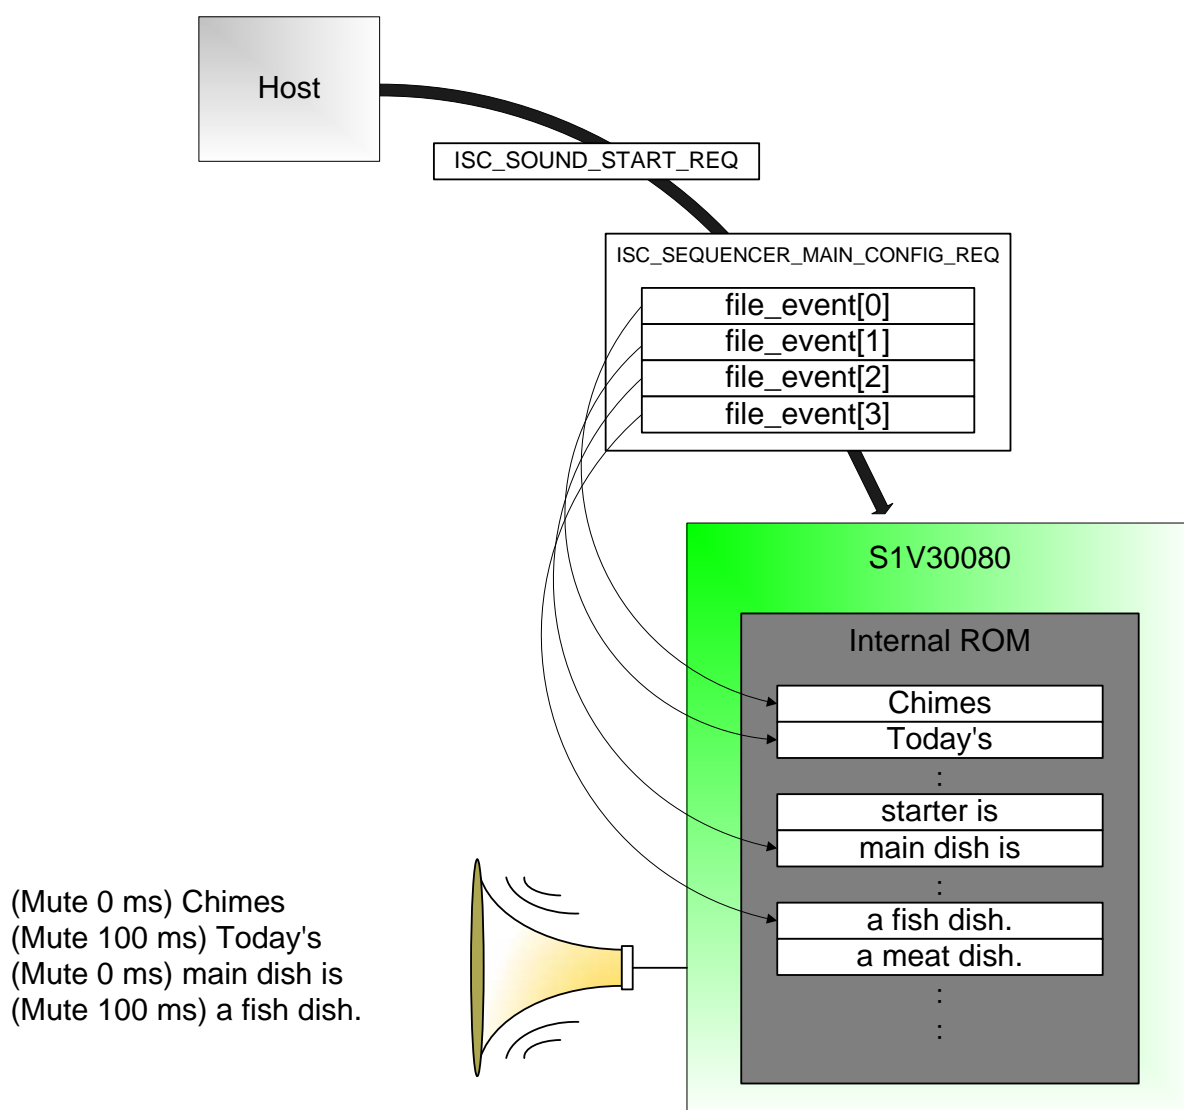 Host
ISC_SOUND_START_REQ
ISC_SEQUENCER_MAIN_CONFIG_REQ
file_event[0]
file_event[1]
file_event[2]
file_event[3]
S1V30080
Internal ROM
Chimes
Today's
:
starter is
main dish is
:
a fish dish.
a meat dish.
:
:
(Mute 0 ms) Chimes
(Mute 100 ms) Today's
(Mute 0 ms) main dish is
(Mute 100 ms) a fish dish.